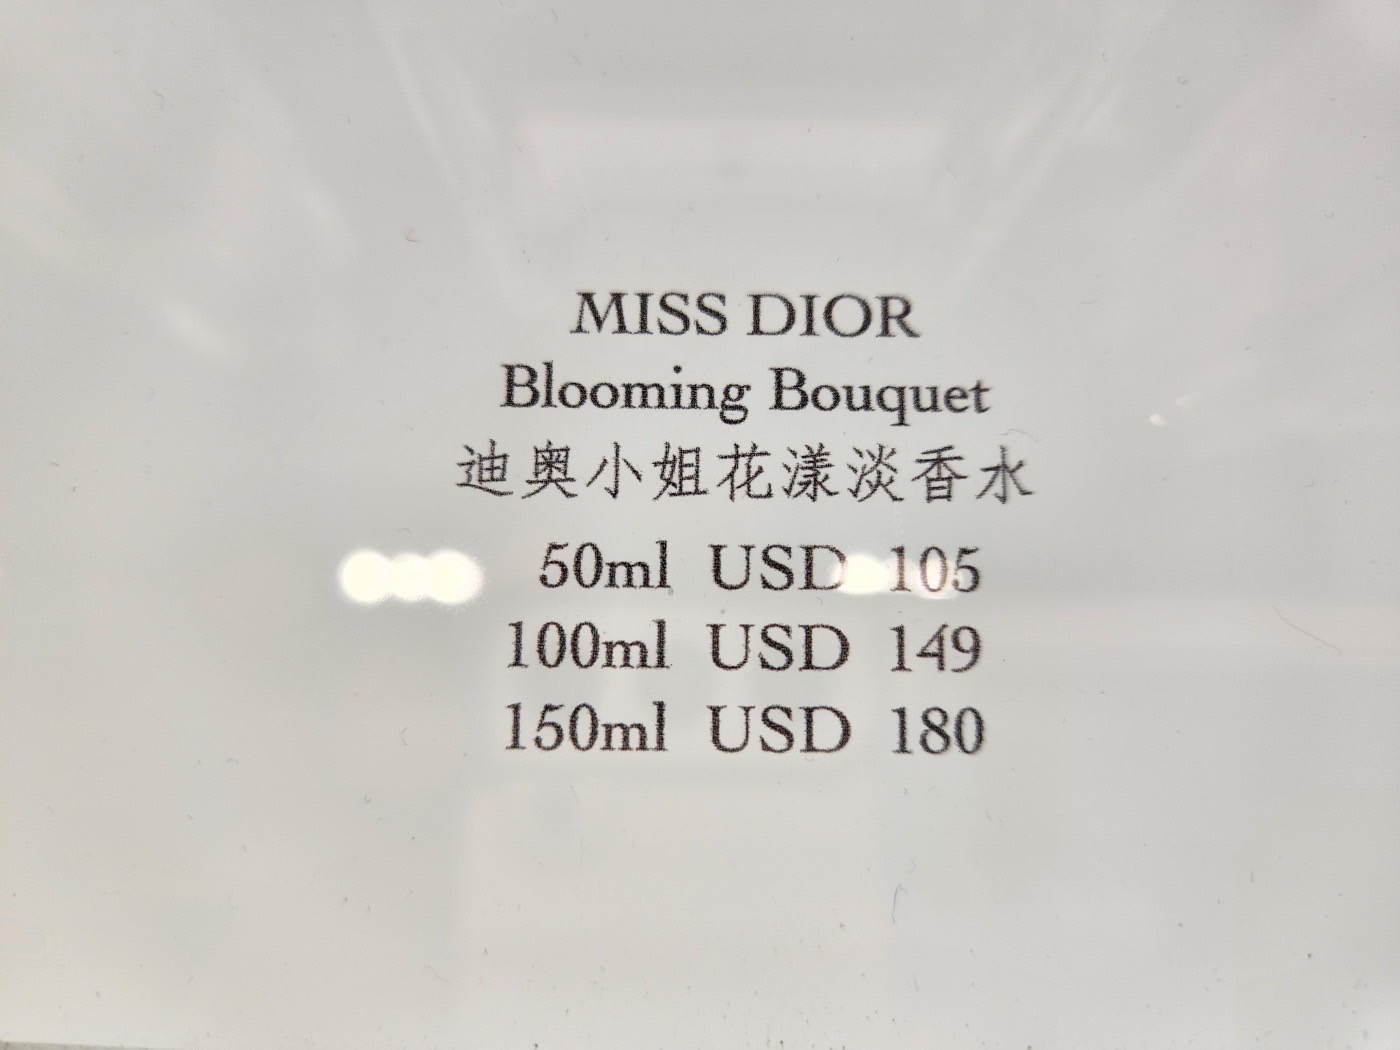 MISS DIOR
Blooming Bouquet
迪奥小姐花漾淡香水
50ml USD 105
100ml USD 149
150ml USD 180